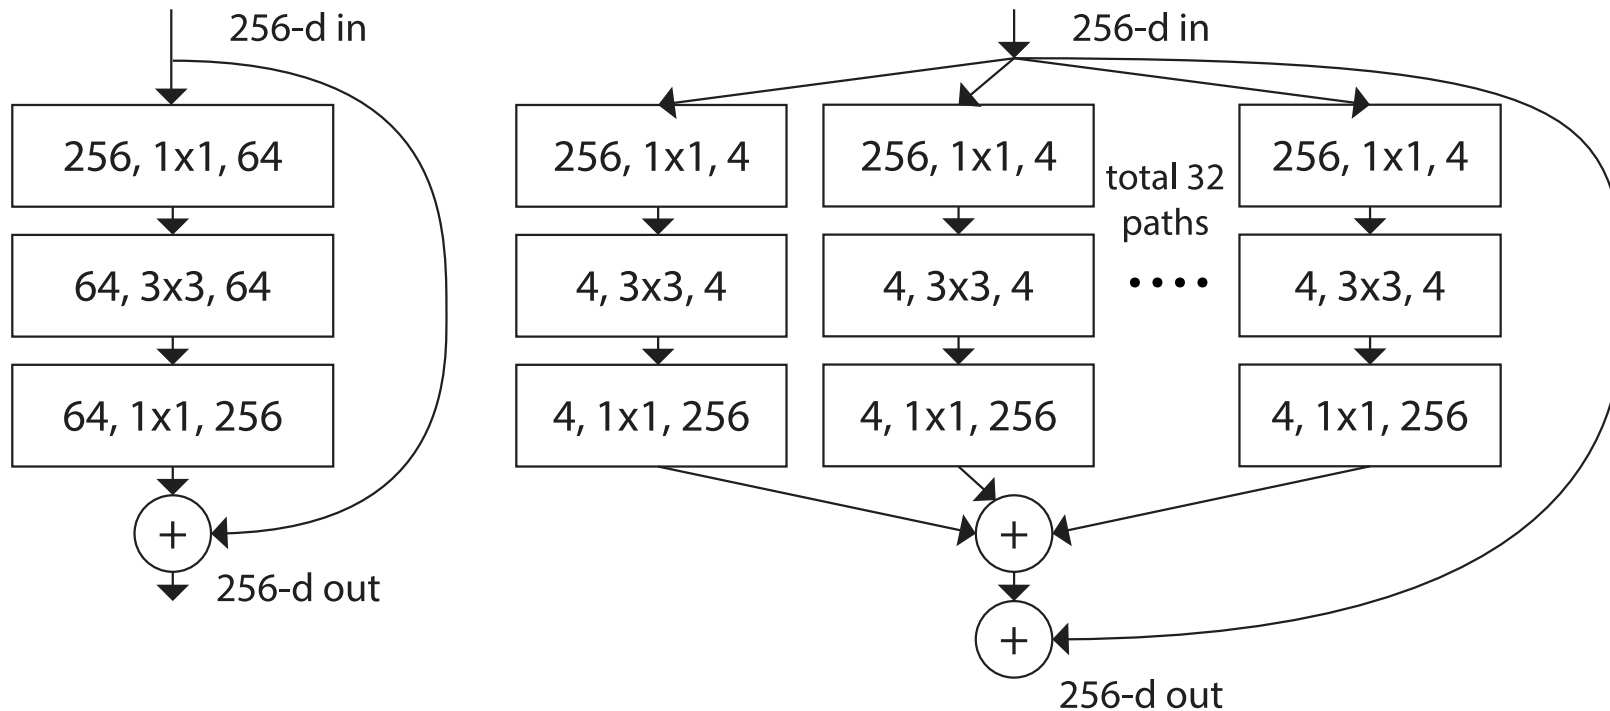 256-d in
256, 1x1, 64
64, 3x3, 64
64, 1x1, 256
+
256-d out
256-d in
256, 1x1, 4
256, 1x1, 4
total 32
paths
256, 1x1, 4
4, 3x3, 4
4, 3x3, 4
....
4, 3x3, 4
4, 1x1, 256
4, 1x1, 256
4, 1x1, 256
+
+
256-d out